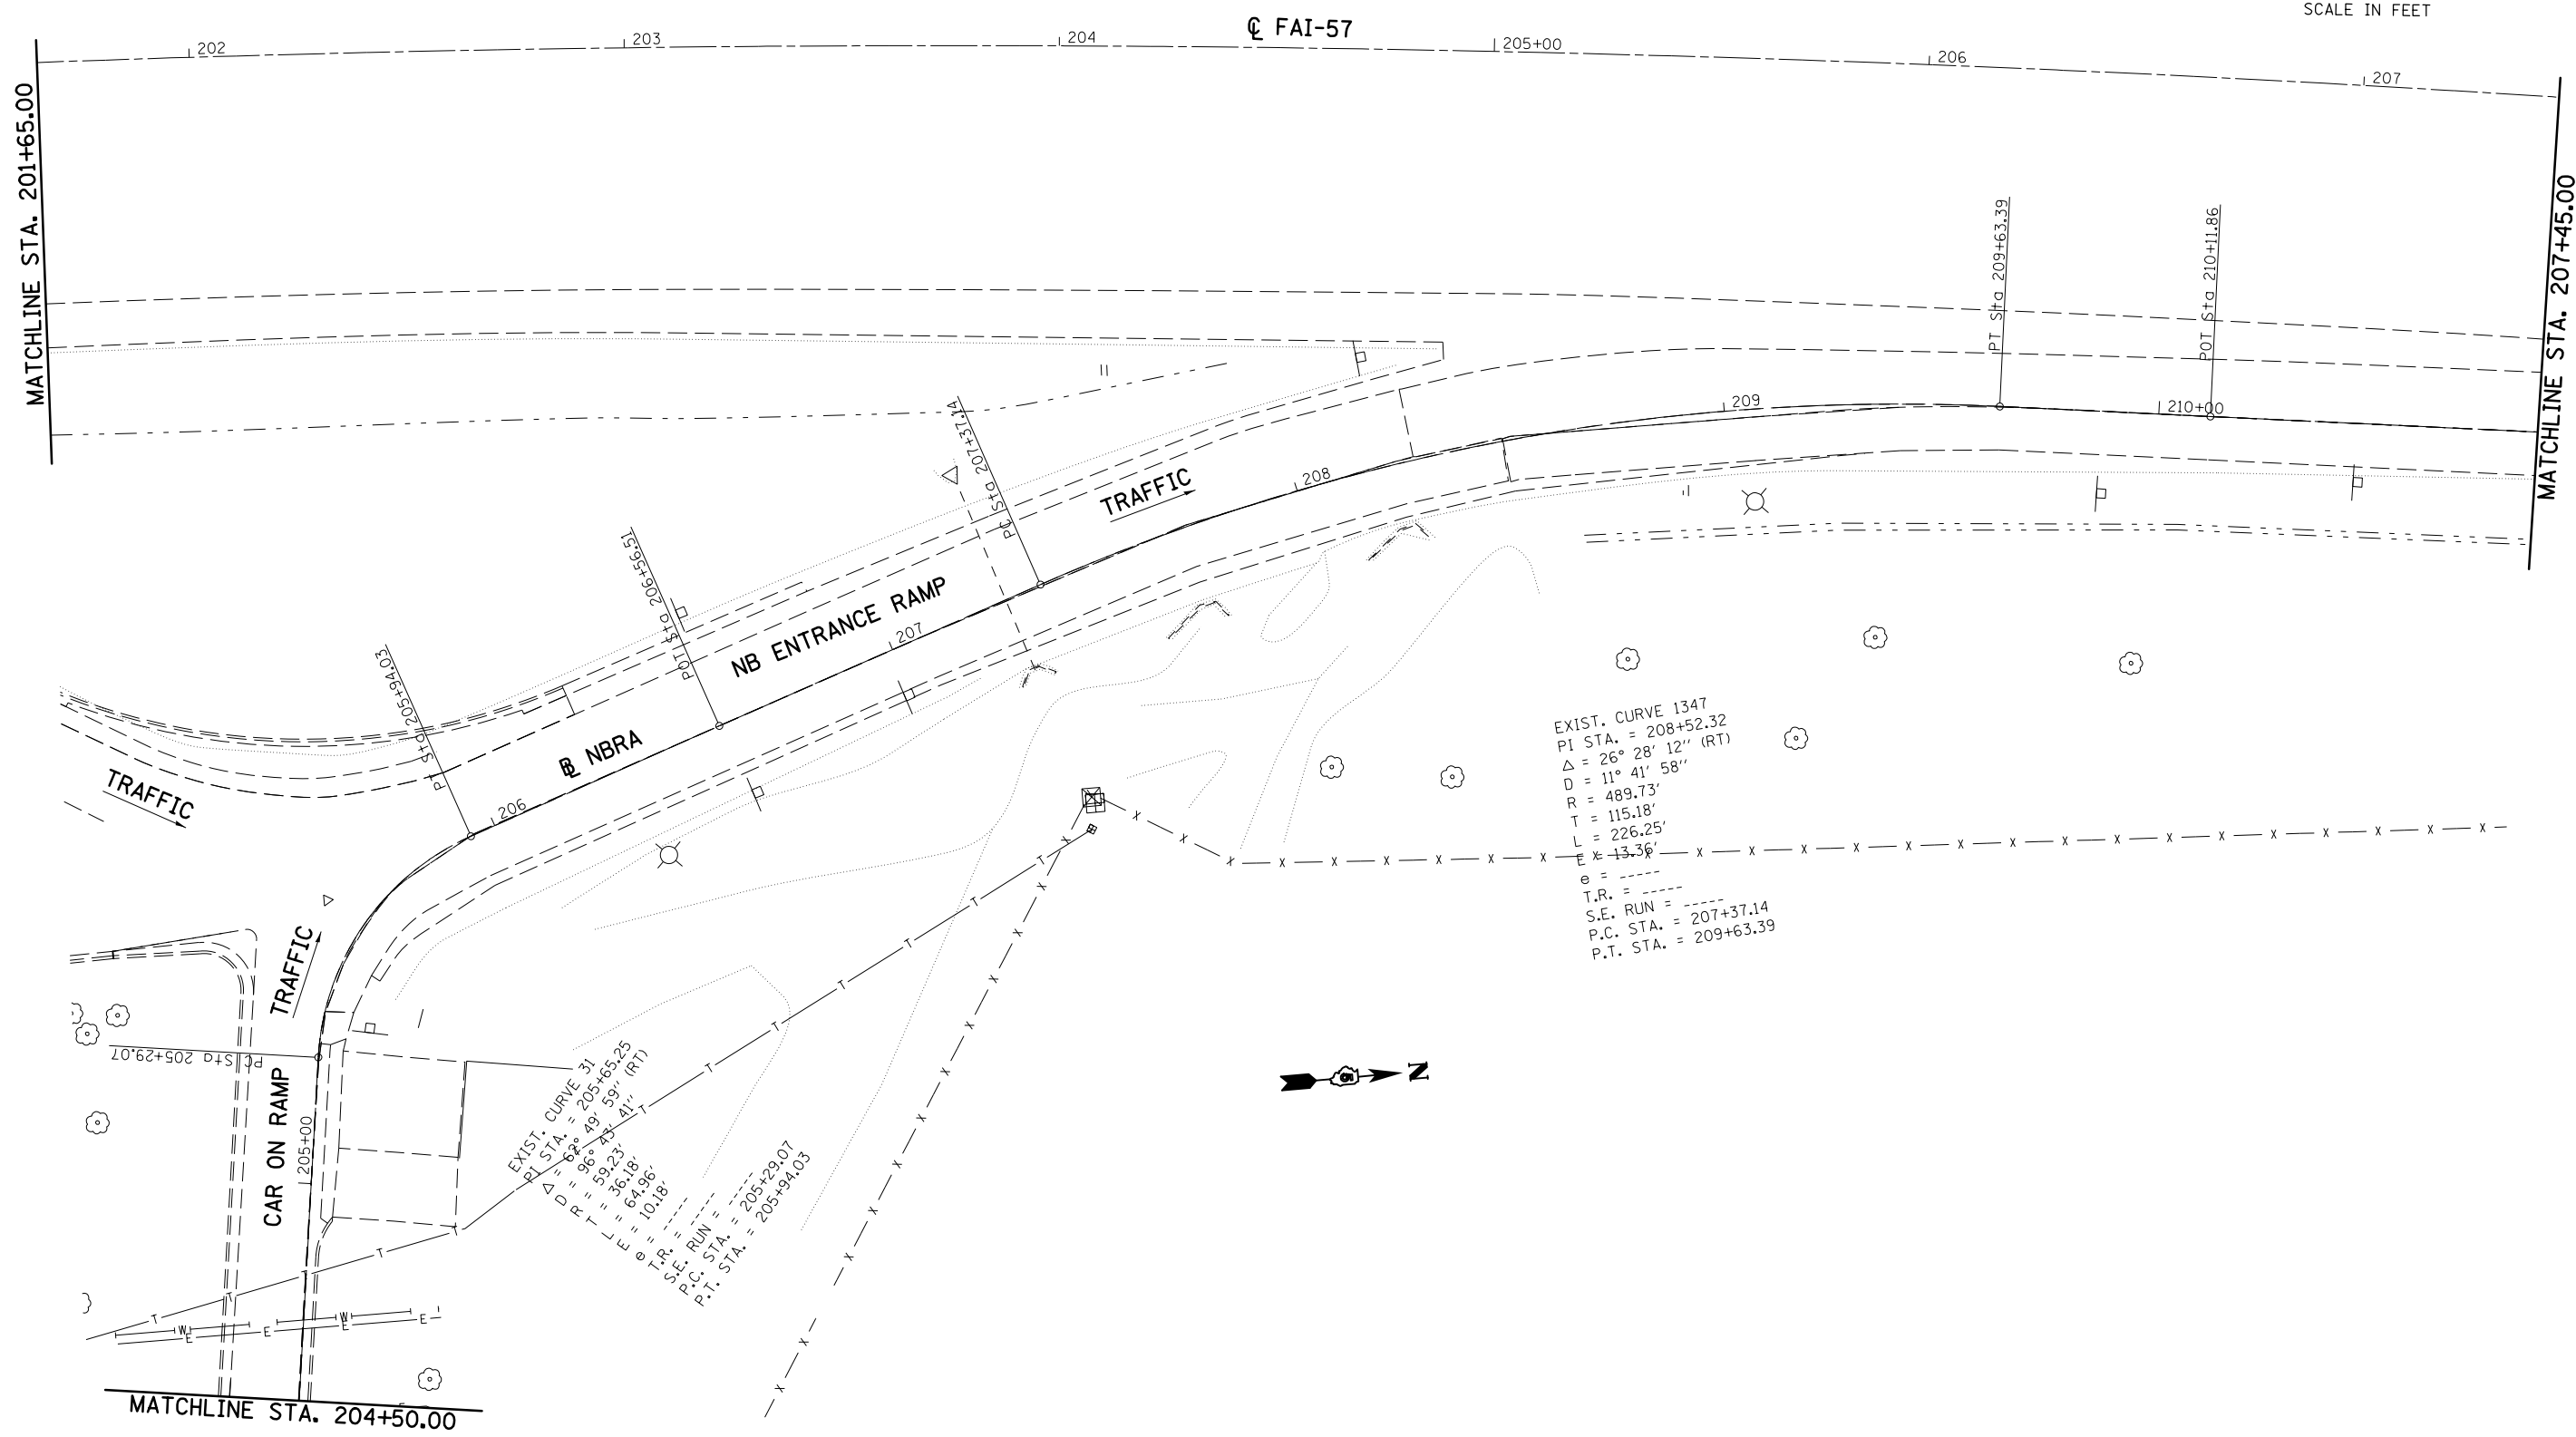 SCALE IN FEET
℄ FAI-57
202
203
204
205+00
206
207
MATCHLINE STA. 201+65.00
MATCHLINE STA. 207+45.00
PT Sta 209+63.39
POT Sta 210+11.86
209
210+00
208
TRAFFIC
PC Sta 207+37.14
NB ENTRANCE RAMP
207
POT Sta 206+56.51
PT Sta 205+94.03
BL NBRA
206
TRAFFIC
TRAFFIC
PC Sta 205+29.07
CAR ON RAMP
205+00
EXIST. CURVE 1347
PI STA. = 208+52.32
Δ = 26° 28' 12" (RT)
D = 11° 41' 58"
R = 489.73'
T = 115.18'
L = 226.25'
E = 13.36'
e = -----
T.R. = -----
S.E. RUN = -----
P.C. STA. = 207+37.14
P.T. STA. = 209+63.39
EXIST. CURVE 31
PI STA. = 205+65.25
Δ = 62° 49' 59" (RT)
D = 96° 43' 41"
R = 59.23'
T = 36.18'
L = 64.96'
E = 10.18'
e = -----
T.R. = -----
S.E. RUN = -----
P.C. STA. = 205+29.07
P.T. STA. = 205+94.03
N
T T T T T T T T T T T T
X X X X X X X X X X X X
W W
E E E E
MATCHLINE STA. 204+50.00